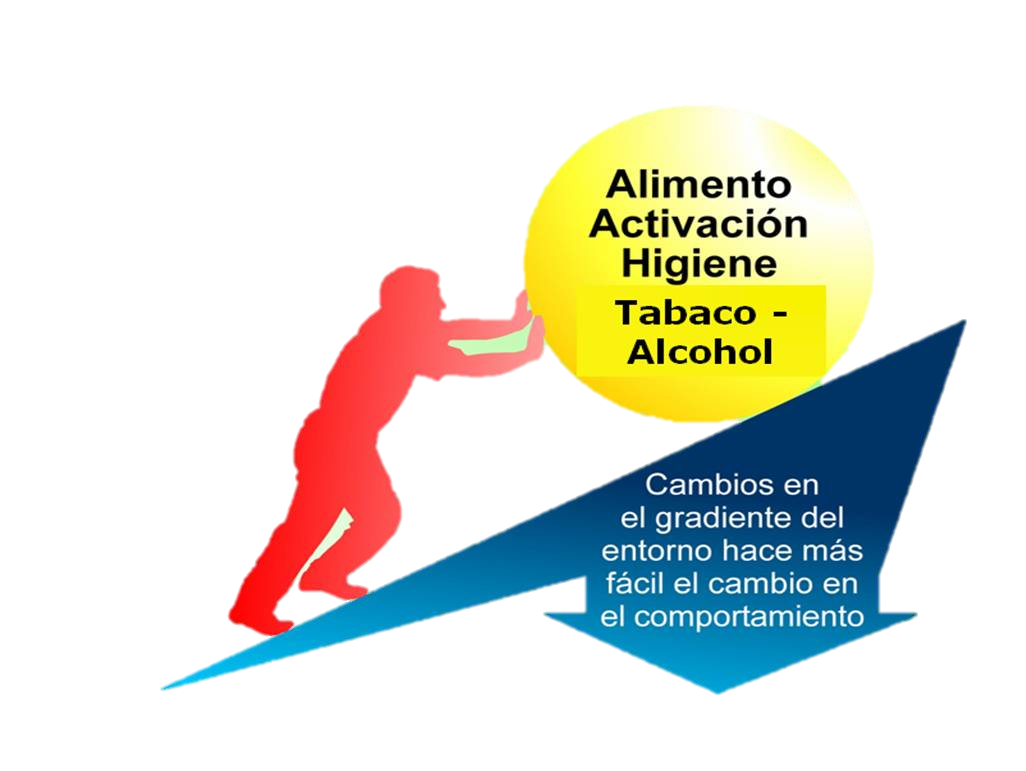 Alimento
Activación
Higiene
Tabaco -
Alcohol
Cambios en
el gradiente del
entorno hace más
fácil el cambio en
el comportamiento